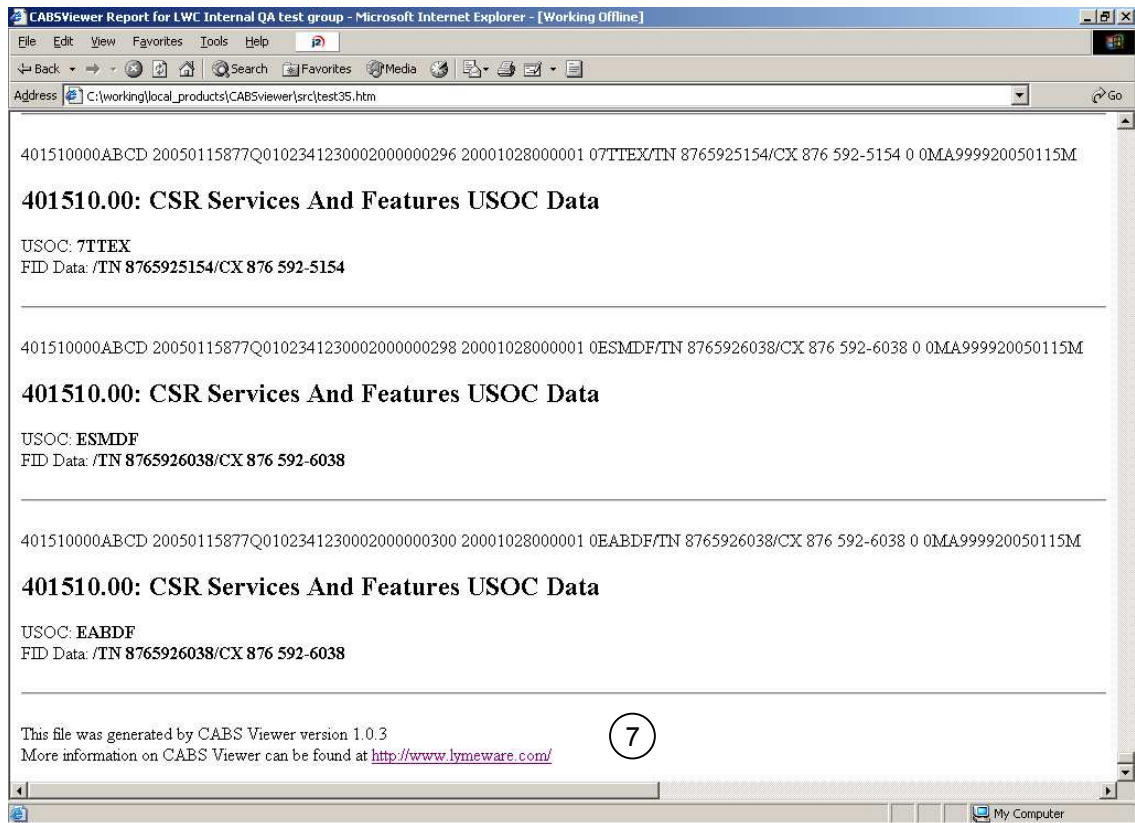 CABSViewer Report for LWC Internal QA test group - Microsoft Internet Explorer - [Working Offline]
File Edit View Favorites Tools Help
Back Search Favorites Media
Address C:\working\local_products\CABSviewer\src\test35.htm Go
401510000ABCD 20050115877Q0102341230002000000296 20001028000001 07TTEX/TN 8765925154/CX 876 592-5154 0 0MA999920050115M
401510.00: CSR Services And Features USOC Data
USOC: 7TTEX
FID Data: /TN 8765925154/CX 876 592-5154
401510000ABCD 20050115877Q0102341230002000000298 20001028000001 0ESMDF/TN 8765926038/CX 876 592-6038 0 0MA999920050115M
401510.00: CSR Services And Features USOC Data
USOC: ESMDF
FID Data: /TN 8765926038/CX 876 592-6038
401510000ABCD 20050115877Q0102341230002000000300 20001028000001 0EABDF/TN 8765926038/CX 876 592-6038 0 0MA999920050115M
401510.00: CSR Services And Features USOC Data
USOC: EABDF
FID Data: /TN 8765926038/CX 876 592-6038
This file was generated by CABS Viewer version 1.0.3
7
More information on CABS Viewer can be found at http://www.lymeware.com/
My Computer